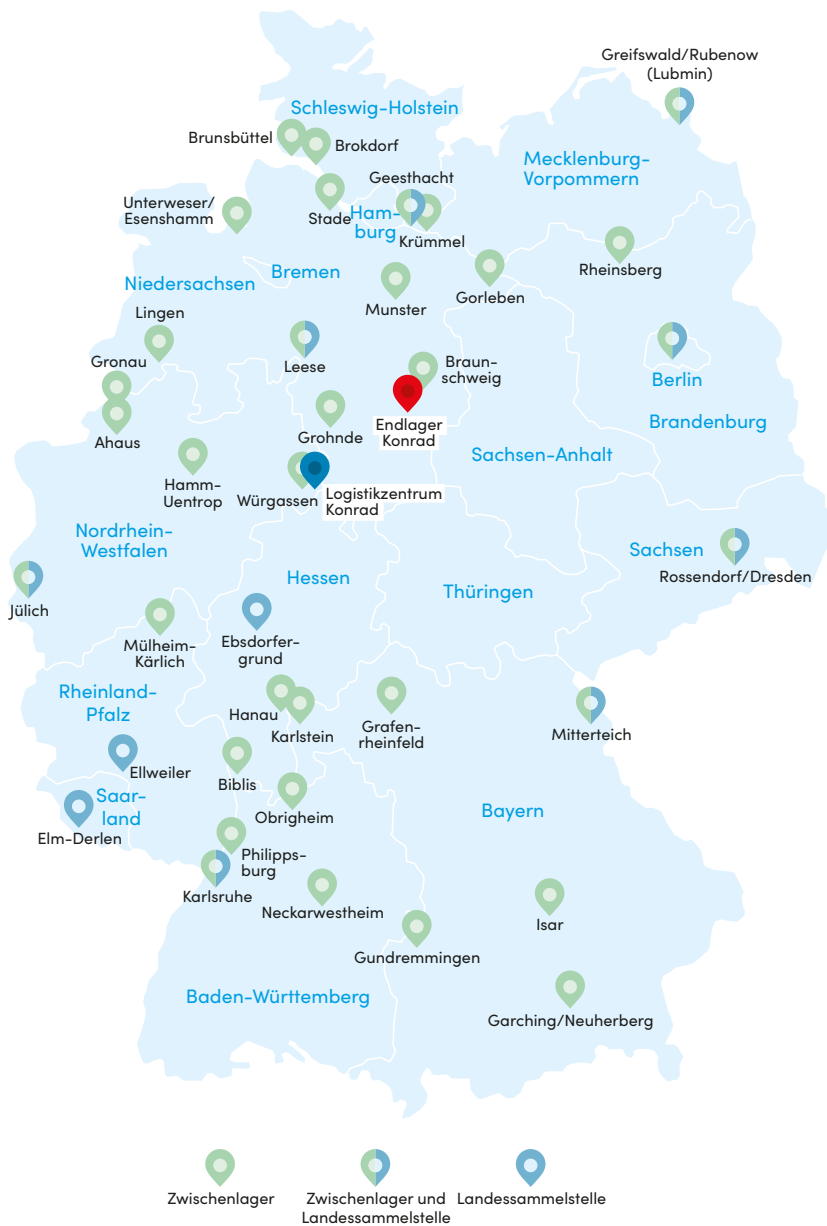 Greifswald/Rubenow
(Lubmin)
Schleswig-Holstein
Brunsbüttel
Brokdorf
Mecklenburg-
Vorpommern
Geesthacht
Unterweser/
Esenshamm
Stade
Ham-
burg
Krümmel
Rheinsberg
Bremen
Niedersachsen
Gorleben
Munster
Lingen
Gronau
Leese
Braun-
schweig
Berlin
Brandenburg
Ahaus
Grohnde
Endlager
Konrad
Sachsen-Anhalt
Hamm-
Uentrop
Würgassen
Logistikzentrum
Konrad
Nordrhein-
Westfalen
Sachsen
Rossendorf/Dresden
Hessen
Thüringen
Jülich
Mülheim-
Kärlich
Ebsdorfer-
grund
Rheinland-
Pfalz
Hanau
Karlstein
Grafen-
rheinfeld
Mitterteich
Ellweiler
Biblis
Saar-
land
Obrigheim
Bayern
Elm-Derlen
Philipps-
burg
Karlsruhe
Neckarwestheim
Isar
Gundremmingen
Baden-Württemberg
Garching/Neuherberg
Zwischenlager
Zwischenlager und
Landessammelstelle
Landessammelstelle